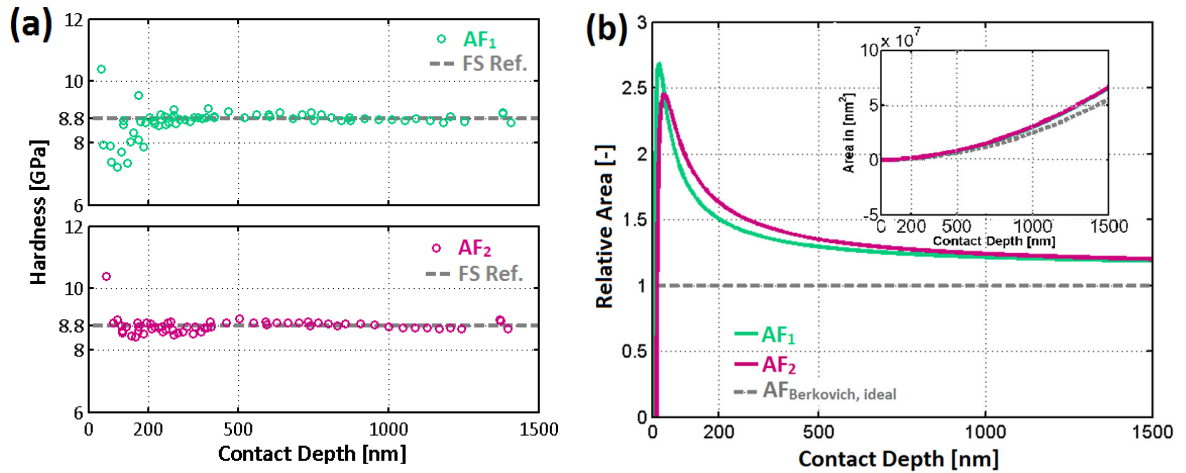 (a)
12
10
8.8
8
6
AF1
FS Ref.
12
10
8.8
8
6
AF2
FS Ref.
Hardness [GPa]
0 200 500 1000 1500
Contact Depth [nm]
(b)
3
2.5
2
1.5
1
0.5
0
Relative Area [-]
x 10^7
10
5
0
-5
Area in [nm²]
0 200 500 1000 1500
Contact Depth [nm]
AF1
AF2
AFBerkovich, ideal
0 200 500 1000 1500
Contact Depth [nm]